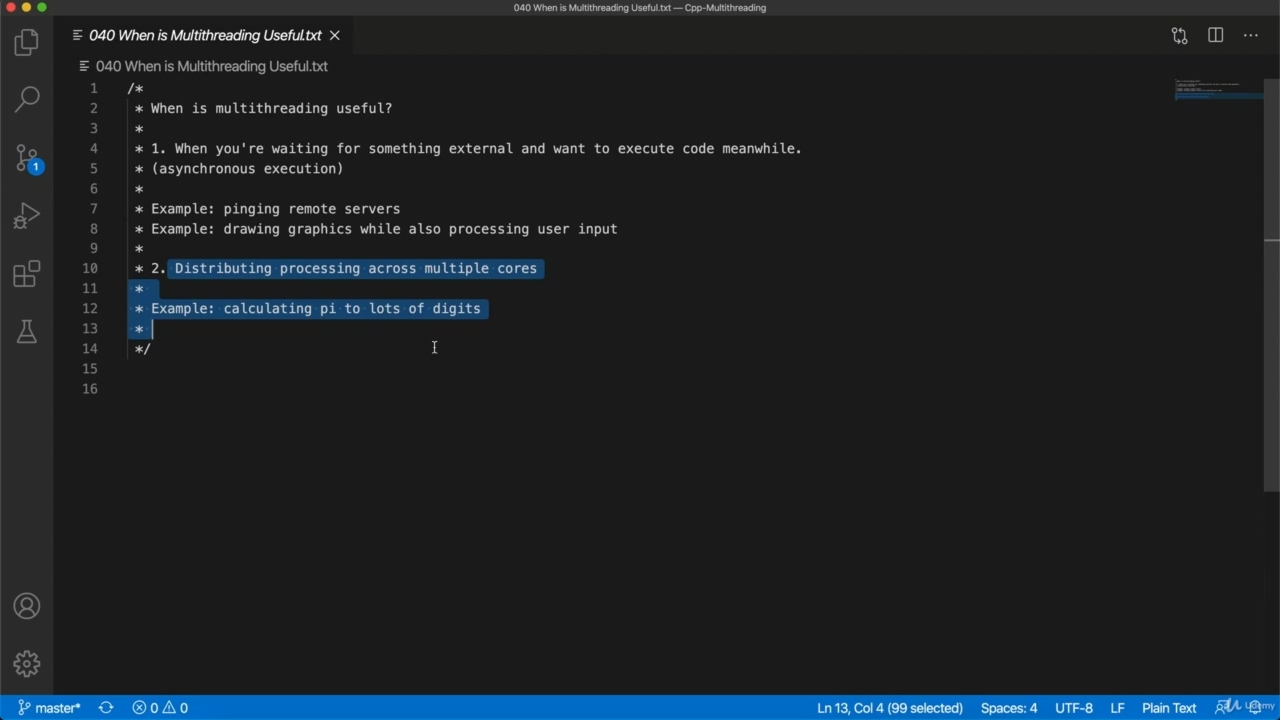 040 When is Multithreading Useful.txt — Cpp-Multithreading
040 When is Multithreading Useful.txt
040 When is Multithreading Useful.txt
1 /*
2 * When is multithreading useful?
3 *
4 * 1. When you're waiting for something external and want to execute code meanwhile.
5 * (asynchronous execution)
6 *
7 * Example: pinging remote servers
8 * Example: drawing graphics while also processing user input
9 *
10 * 2. Distributing processing across multiple cores
11 *
12 * Example: calculating pi to lots of digits
13 *
14 */
15
16
1
master* 0 0 Ln 13, Col 4 (99 selected) Spaces: 4 UTF-8 LF Plain Text Udemy